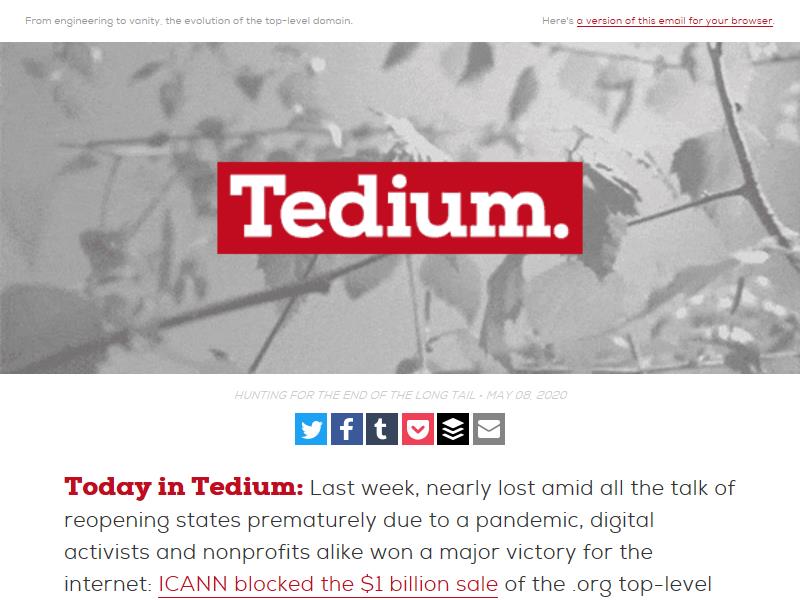 From engineering to vanity, the evolution of the top-level domain.
Here's a version of this email for your browser.
Tedium.
HUNTING FOR THE END OF THE LONG TAIL • MAY 08, 2020
Today in Tedium: Last week, nearly lost amid all the talk of
reopening states prematurely due to a pandemic, digital
activists and nonprofits alike won a major victory for the
internet: ICANN blocked the $1 billion sale of the .org top-level